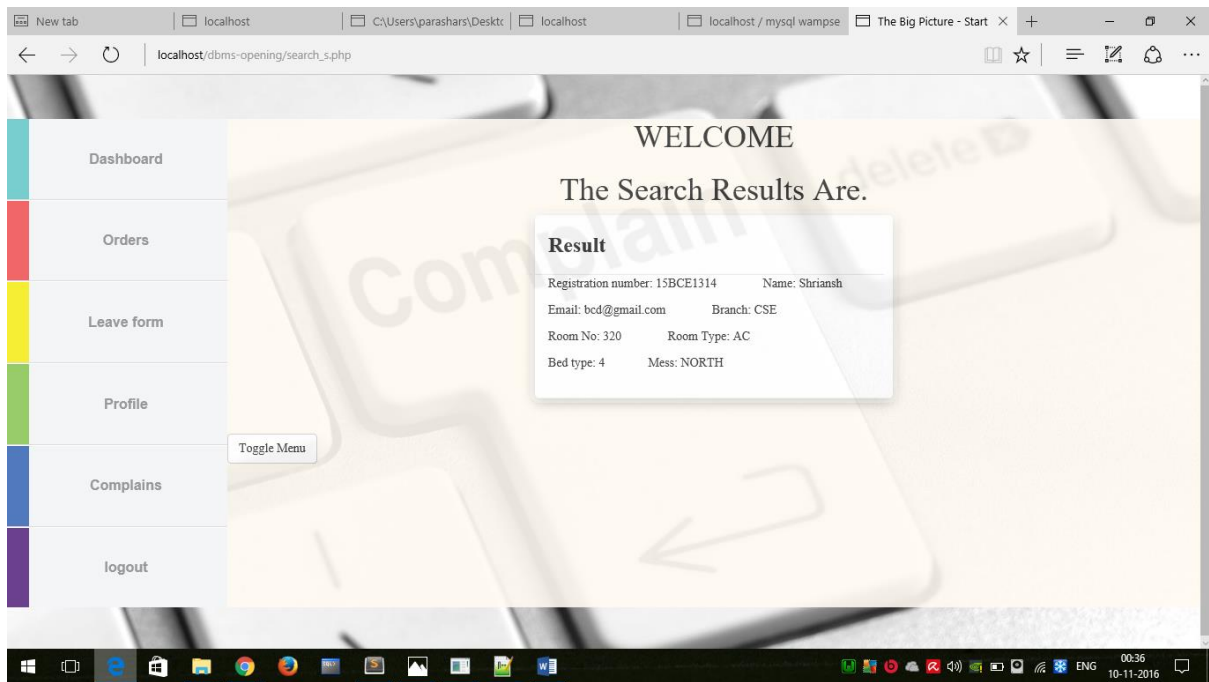 New tab
localhost
C:\Users\parashars\Deskto
localhost
localhost / mysql wampse
The Big Picture - Start
localhost/dbms-opening/search_s.php
WELCOME
The Search Results Are.
Dashboard
Orders
Leave form
Profile
Complains
logout
Toggle Menu
Complain
delete
Result
Registration number: 15BCE1314 Name: Shriansh
Email: bcd@gmail.com Branch: CSE
Room No: 320 Room Type: AC
Bed type: 4 Mess: NORTH
ENG
00:36
10-11-2016